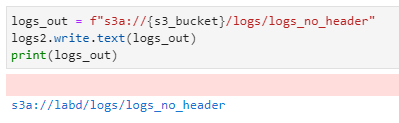 logs_out = f"s3a://{s3_bucket}/logs/logs_no_header"
logs2.write.text(logs_out)
print(logs_out)
s3a://labd/logs/logs_no_header